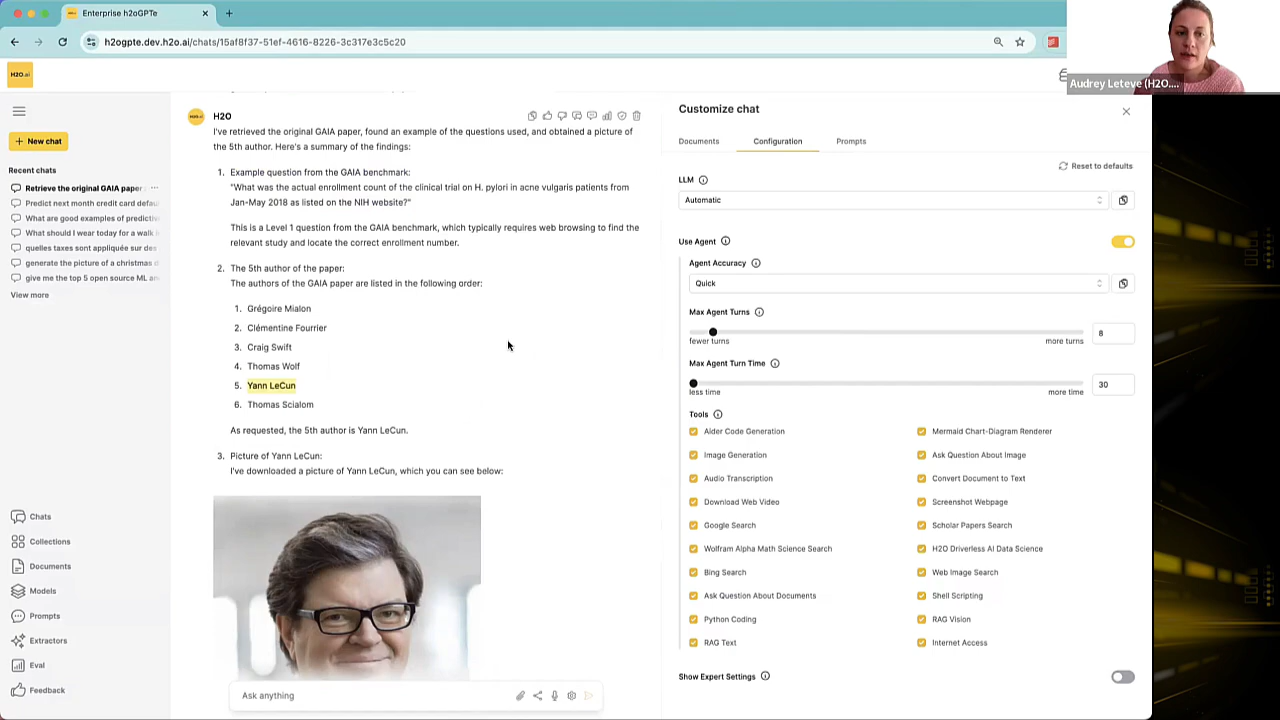 Enterprise h2oGPTe
h2ogpte.dev.h2o.ai/chats/15af8f37-51ef-4616-8226-3c317e3c5c20
Audrey Leteve (H2O....
H2O.ai
New chat
Recent chats
Retrieve the original GAIA paper ...
Predict next month credit card defau
What are good examples of predicti
What should I wear today for a walk i
quelles taxes sont appliquée sur des
generate the picture of a christmas d
give me the top 5 open source ML an
View more
Chats
Collections
Documents
Models
Prompts
Extractors
Eval
Feedback
H2O
I've retrieved the original GAIA paper, found an example of the questions used, and obtained a picture of
the 5th author. Here's a summary of the findings:
1. Example question from the GAIA benchmark:
"What was the actual enrollment count of the clinical trial on H. pylori in acne vulgaris patients from
Jan-May 2018 as listed on the NIH website?"
This is a Level 1 question from the GAIA benchmark, which typically requires web browsing to find the
relevant study and locate the correct enrollment number.
2. The 5th author of the paper:
The authors of the GAIA paper are listed in the following order:
1. Grégoire Mialon
2. Clémentine Fourrier
3. Craig Swift
4. Thomas Wolf
5. Yann LeCun
6. Thomas Scialom
As requested, the 5th author is Yann LeCun.
3. Picture of Yann LeCun:
I've downloaded a picture of Yann LeCun, which you can see below:
Ask anything
Customize chat
Documents Configuration Prompts
Reset to defaults
LLM
Automatic
Use Agent
Agent Accuracy
Quick
Max Agent Turns
8
fewer turns more turns
Max Agent Turn Time
30
less time more time
Tools
Aider Code Generation Mermaid Chart-Diagram Renderer
Image Generation Ask Question About Image
Audio Transcription Convert Document to Text
Download Web Video Screenshot Webpage
Google Search Scholar Papers Search
Wolfram Alpha Math Science Search H2O Driverless AI Data Science
Bing Search Web Image Search
Ask Question About Documents Shell Scripting
Python Coding RAG Vision
RAG Text Internet Access
Show Expert Settings